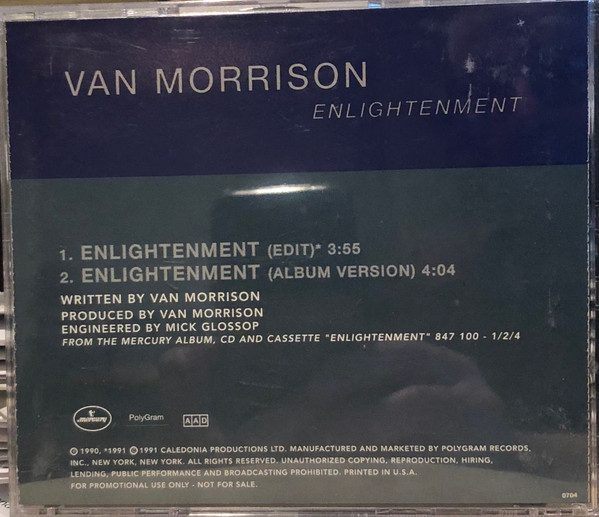 VAN MORRISON
ENLIGHTENMENT
1. ENLIGHTENMENT (EDIT)* 3:55
2. ENLIGHTENMENT (ALBUM VERSION) 4:04
WRITTEN BY VAN MORRISON
PRODUCED BY VAN MORRISON
ENGINEERED BY MICK GLOSSOP
FROM THE MERCURY ALBUM, CD AND CASSETTE "ENLIGHTENMENT" 847 100 - 1/2/4
mercury PolyGram AAD
℗ 1990, *1991 © 1991 CALEDONIA PRODUCTIONS LTD. MANUFACTURED AND MARKETED BY POLYGRAM RECORDS,
INC., NEW YORK, NEW YORK. ALL RIGHTS RESERVED. UNAUTHORIZED COPYING, REPRODUCTION, HIRING,
LENDING, PUBLIC PERFORMANCE AND BROADCASTING PROHIBITED. PRINTED IN U.S.A.
FOR PROMOTIONAL USE ONLY - NOT FOR SALE.
0704